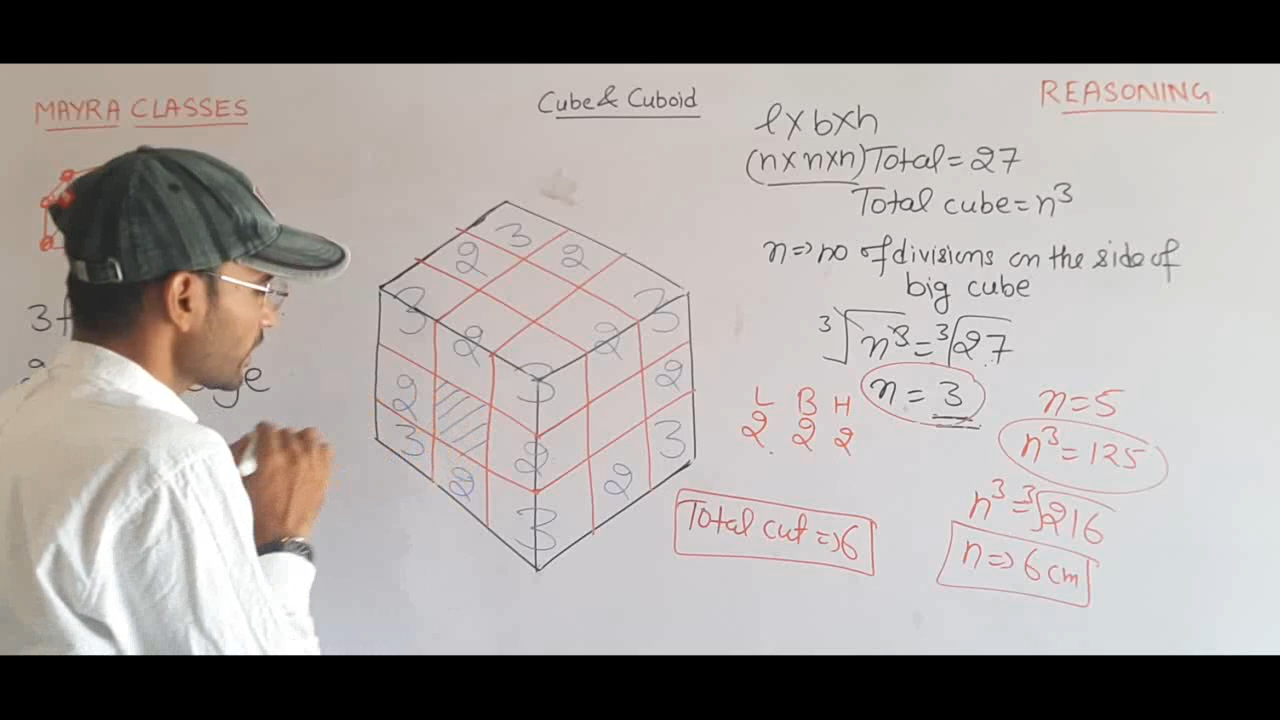 MAYRA CLASSES
Cube & Cuboid
REASONING
l×b×h
(n×n×n) Total = 27
Total cube = n³
n ⇒ no of divisions on the side of
big cube
³√n³ = ³√27
n = 3
L B H
2 2 2
n = 5
n³ = 125
n³ = ³√216
n ⇒ 6 cm
Total cut ⇒ 6
3
2 3 2
3 2 3 2 3
2 2 2
3 2 3 2 3